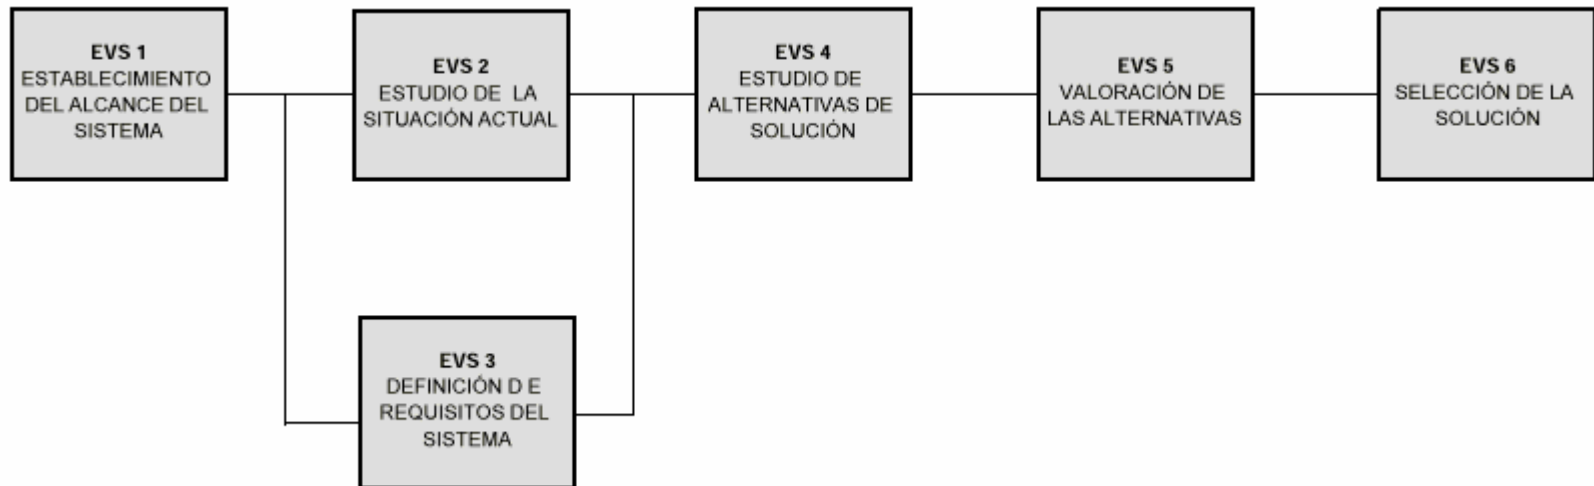 EVS 1
ESTABLECIMIENTO
DEL ALCANCE DEL
SISTEMA
EVS 2
ESTUDIO DE LA
SITUACIÓN ACTUAL
EVS 4
ESTUDIO DE
ALTERNATIVAS DE
SOLUCIÓN
EVS 5
VALORACIÓN DE
LAS ALTERNATIVAS
EVS 6
SELECCIÓN DE LA
SOLUCIÓN
EVS 3
DEFINICIÓN D E
REQUISITOS DEL
SISTEMA